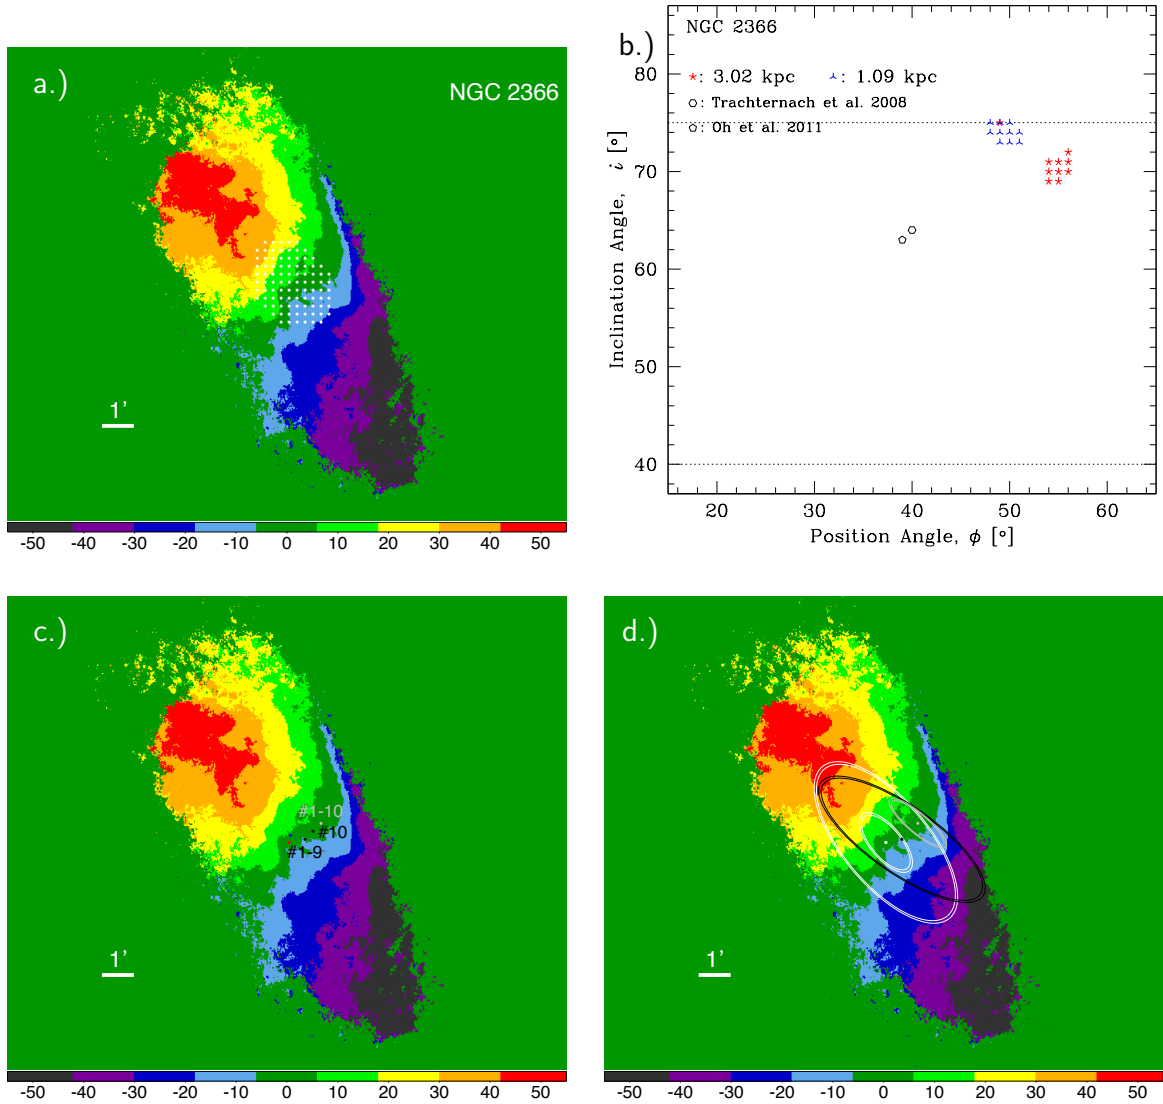 a.)
NGC 2366
1'
-50 -40 -30 -20 -10 0 10 20 30 40 50
b.)
NGC 2366
: 3.02 kpc : 1.09 kpc
: Trachternach et al. 2008
: Oh et al. 2011
80
70
60
50
40
Inclination Angle, i [°]
20 30 40 50 60
Position Angle, ϕ [°]
c.)
#1-10
#10
#1-9
1'
-50 -40 -30 -20 -10 0 10 20 30 40 50
d.)
1'
-50 -40 -30 -20 -10 0 10 20 30 40 50